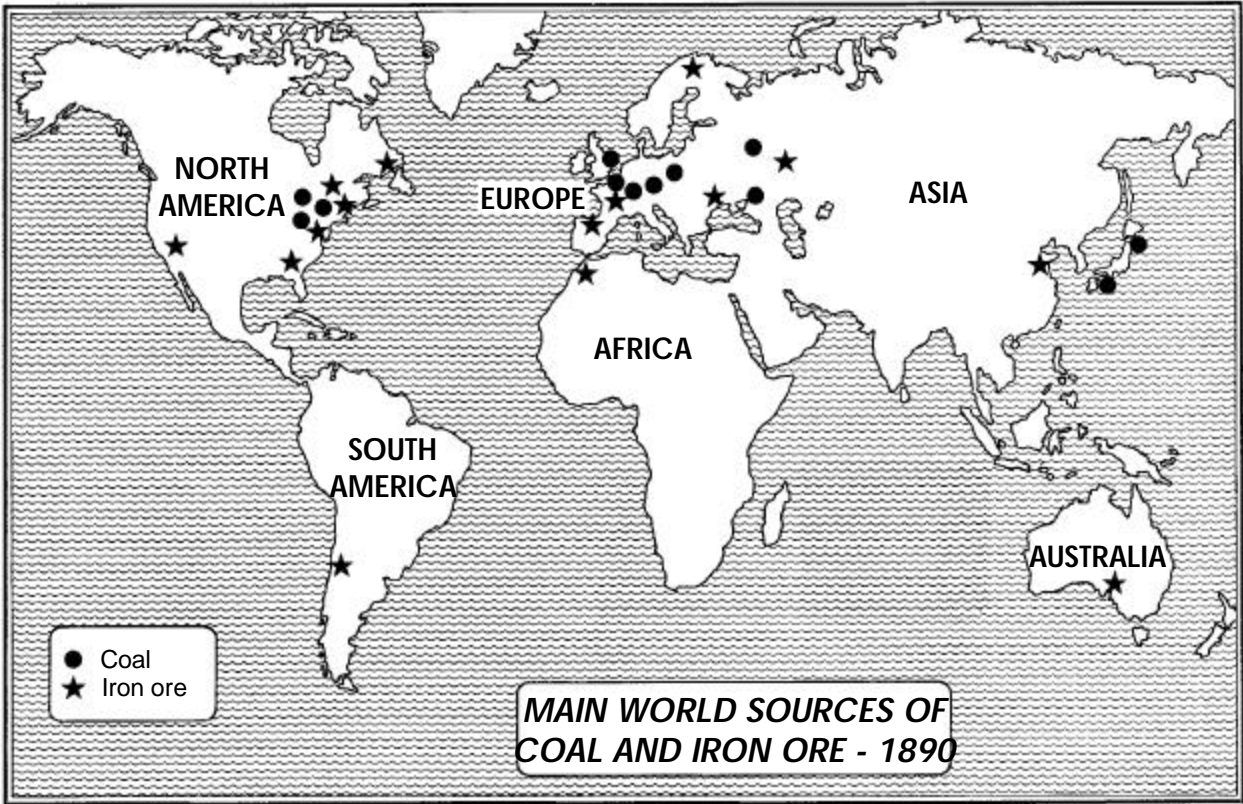 NORTH
AMERICA
EUROPE
ASIA
AFRICA
SOUTH
AMERICA
AUSTRALIA
Coal
Iron ore
MAIN WORLD SOURCES OF
COAL AND IRON ORE - 1890